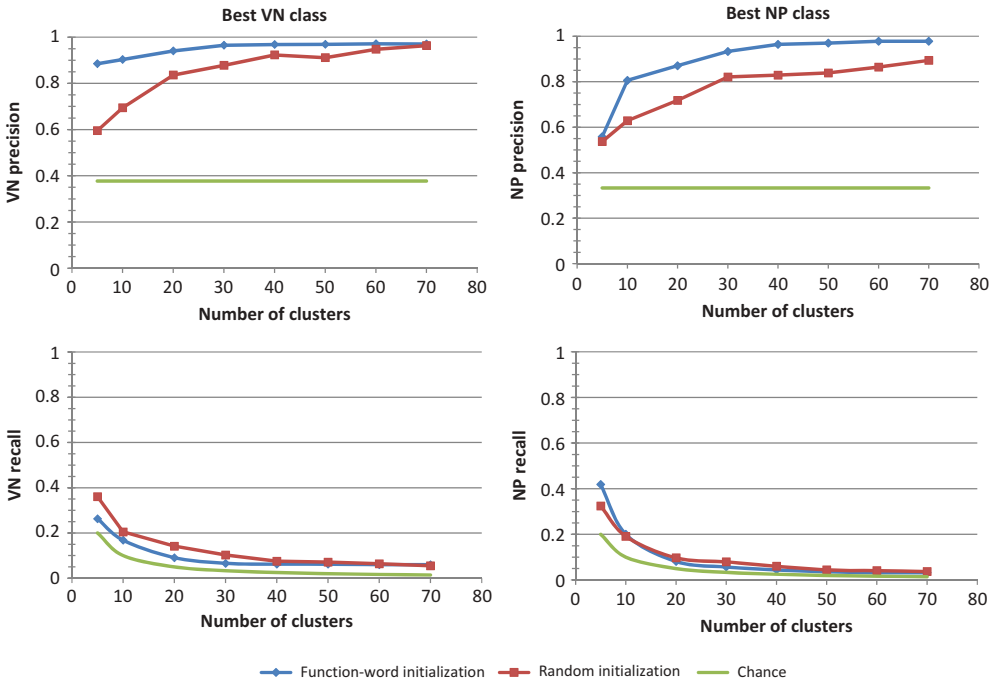 Best VN class
1
0.8
0.6
0.4
0.2
0
VN precision
0 10 20 30 40 50 60 70 80
Number of clusters
Best NP class
1
0.8
0.6
0.4
0.2
0
NP precision
0 10 20 30 40 50 60 70 80
Number of clusters
1
0.8
0.6
0.4
0.2
0
VN recall
0 10 20 30 40 50 60 70 80
Number of clusters
1
0.8
0.6
0.4
0.2
0
NP recall
0 10 20 30 40 50 60 70 80
Number of clusters
Function-word initialization Random initialization Chance